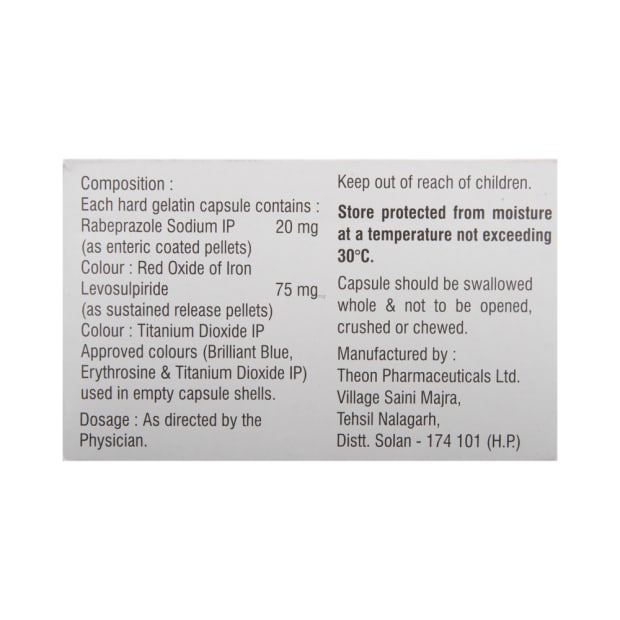 Composition :
Each hard gelatin capsule contains :
Rabeprazole Sodium IP 20 mg
(as enteric coated pellets)
Colour : Red Oxide of Iron
Levosulpiride 75 mg
(as sustained release pellets)
Colour : Titanium Dioxide IP
Approved colours (Brilliant Blue,
Erythrosine & Titanium Dioxide IP)
used in empty capsule shells.
Dosage : As directed by the
Physician.
Keep out of reach of children.
Store protected from moisture
at a temperature not exceeding
30°C.
Capsule should be swallowed
whole & not to be opened,
crushed or chewed.
Manufactured by :
Theon Pharmaceuticals Ltd.
Village Saini Majra,
Tehsil Nalagarh,
Distt. Solan - 174 101 (H.P.)